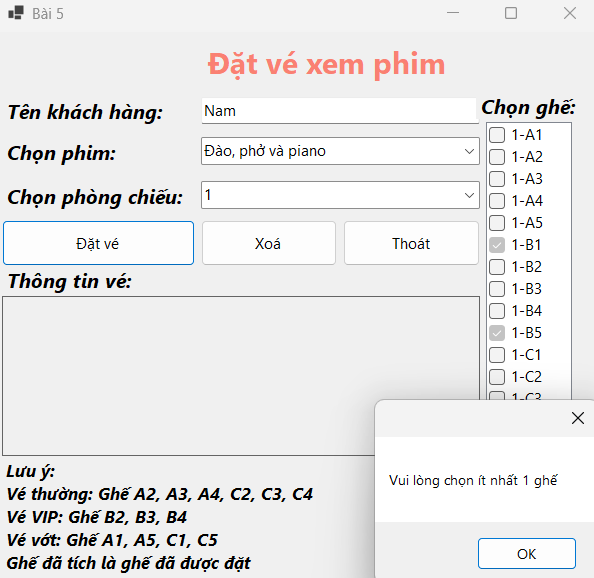 Bài 5
Đặt vé xem phim
Tên khách hàng:
Nam
Chọn phim:
Đào, phở và piano
Chọn phòng chiếu:
1
Đặt vé
Xoá
Thoát
Chọn ghế:
1-A1
1-A2
1-A3
1-A4
1-A5
1-B1
1-B2
1-B3
1-B4
1-B5
1-C1
1-C2
1-C3
Thông tin vé:
Lưu ý:
Vé thường: Ghế A2, A3, A4, C2, C3, C4
Vé VIP: Ghế B2, B3, B4
Vé vớt: Ghế A1, A5, C1, C5
Ghế đã tích là ghế đã được đặt
Vui lòng chọn ít nhất 1 ghế
OK